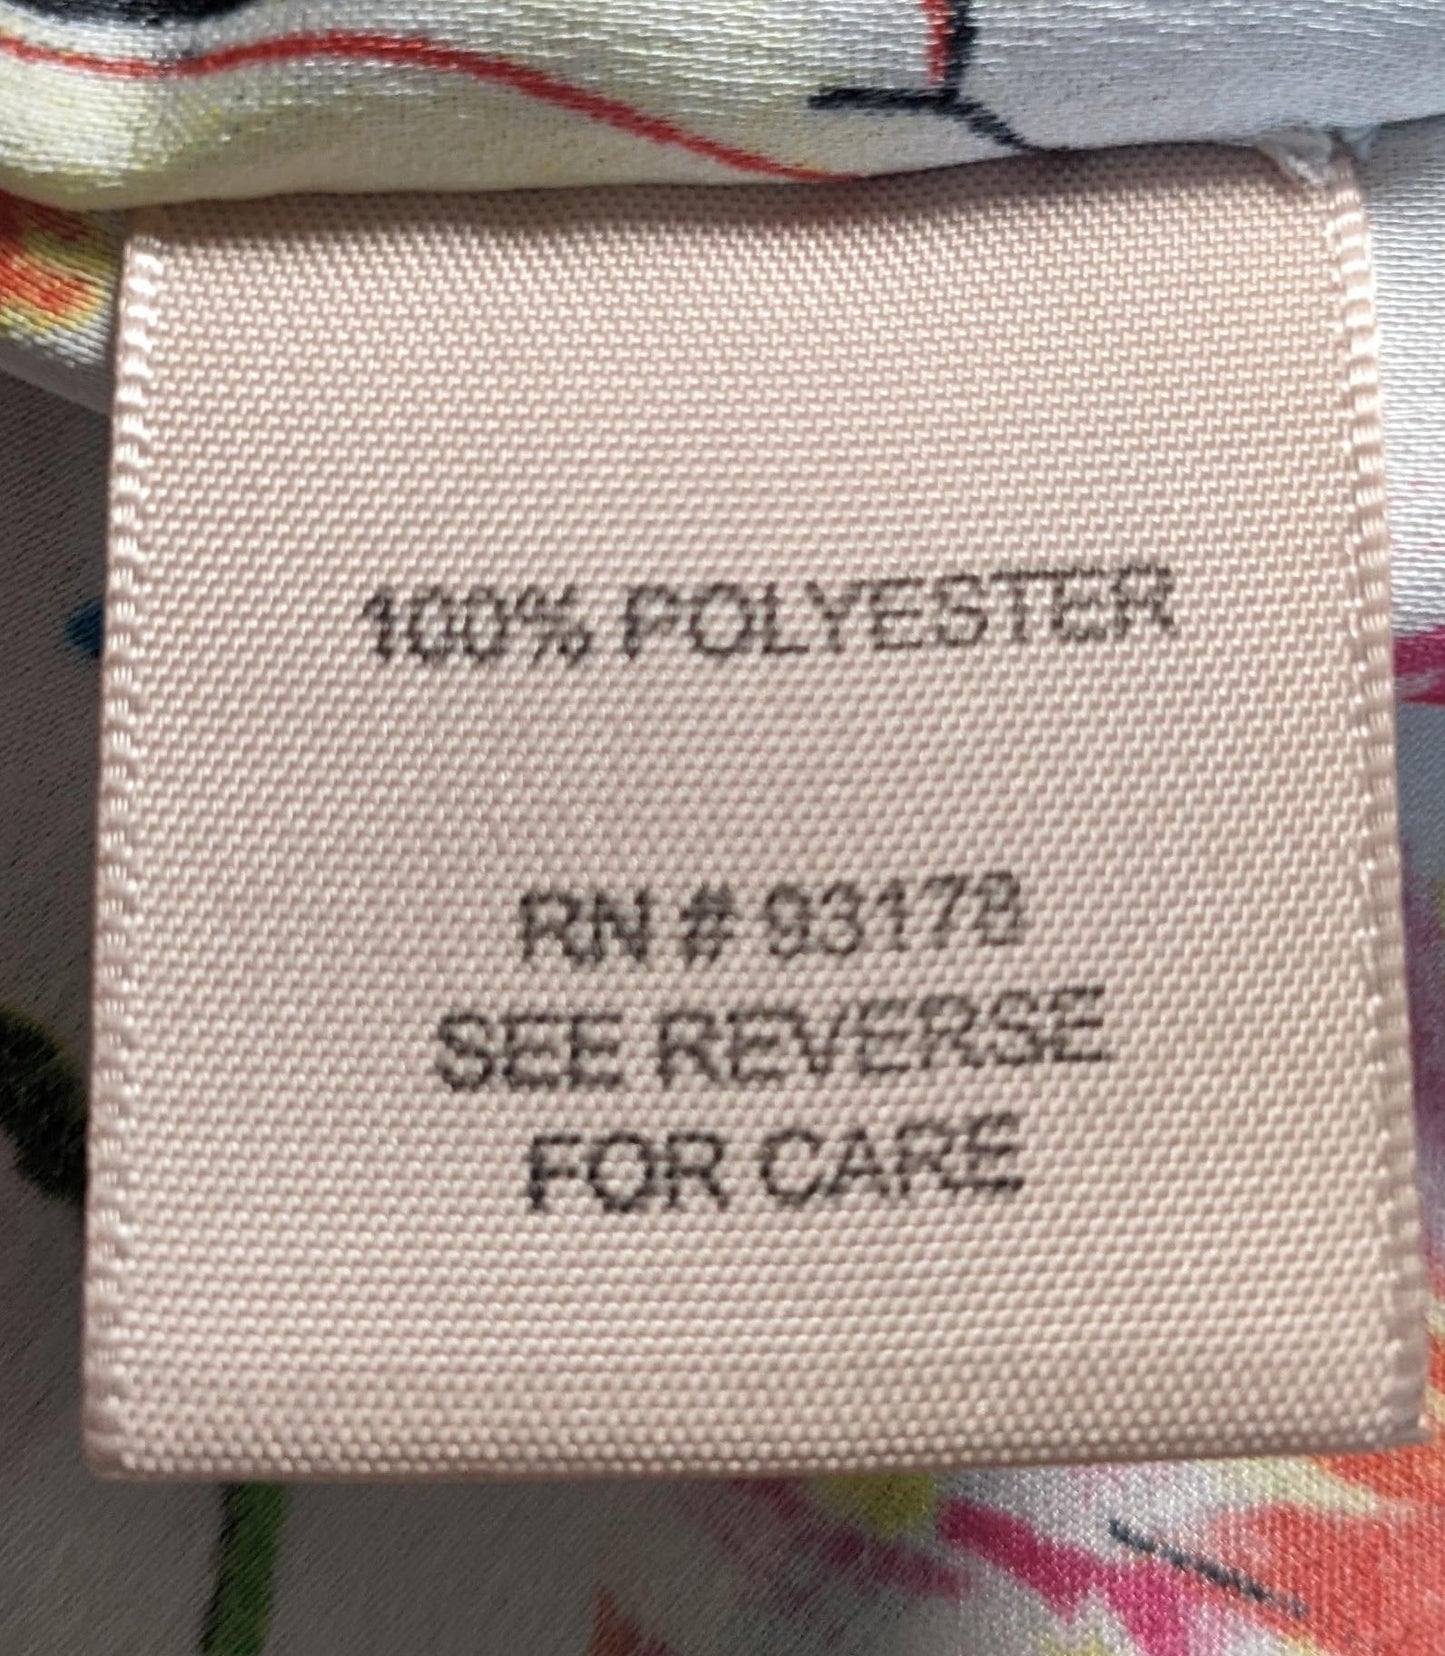 100% POLYESTER
RN # 93178
SEE REVERSE
FOR CARE